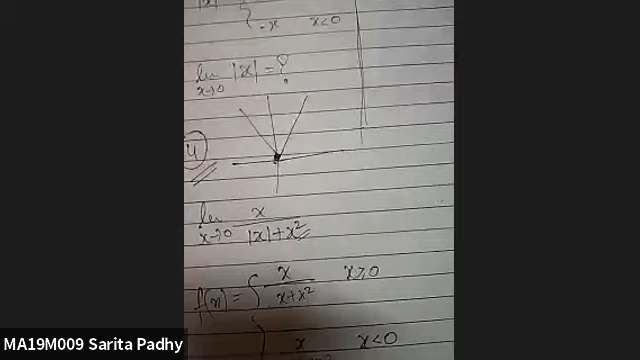 |x|
-x x<0
lim x→0 |x| = ?
4
lim x→0 x / |x|+x²
f(x) = { x / x+x² x≥0
x x<0
MA19M009 Sarita Padhy